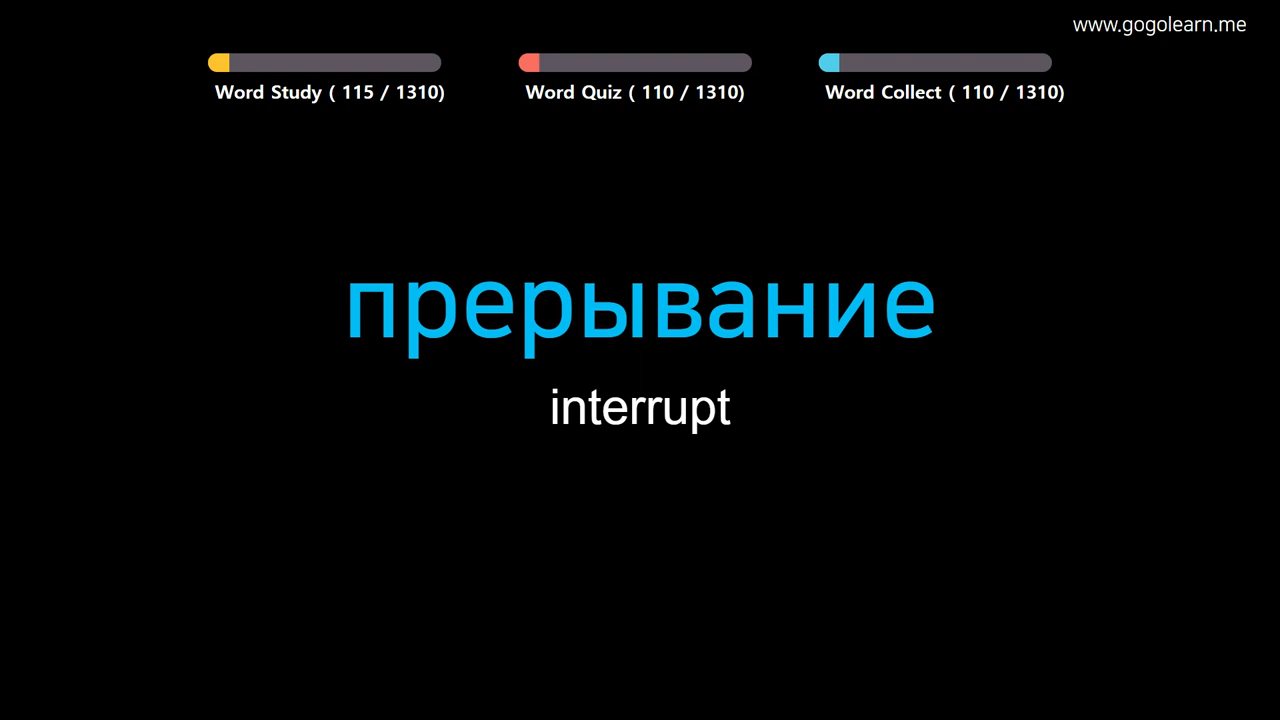 www.gogolearn.me
Word Study ( 115 / 1310)
Word Quiz ( 110 / 1310)
Word Collect ( 110 / 1310)
прерывание
interrupt